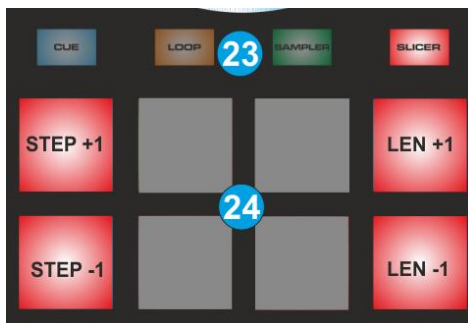 CUE LOOP 23 SAMPLER SLICER
STEP +1 LEN +1
24
STEP -1 LEN -1